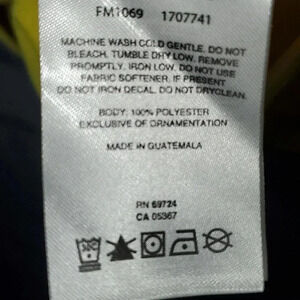 FM1069 1707741
MACHINE WASH COLD GENTLE. DO NOT
BLEACH. TUMBLE DRY LOW. REMOVE
PROMPTLY. IRON LOW. DO NOT USE
FABRIC SOFTENER. IF PRESENT
DO NOT IRON DECAL. DO NOT DRYCLEAN.
BODY: 100% POLYESTER
EXCLUSIVE OF ORNAMENTATION
MADE IN GUATEMALA
RN 69724
CA 05367